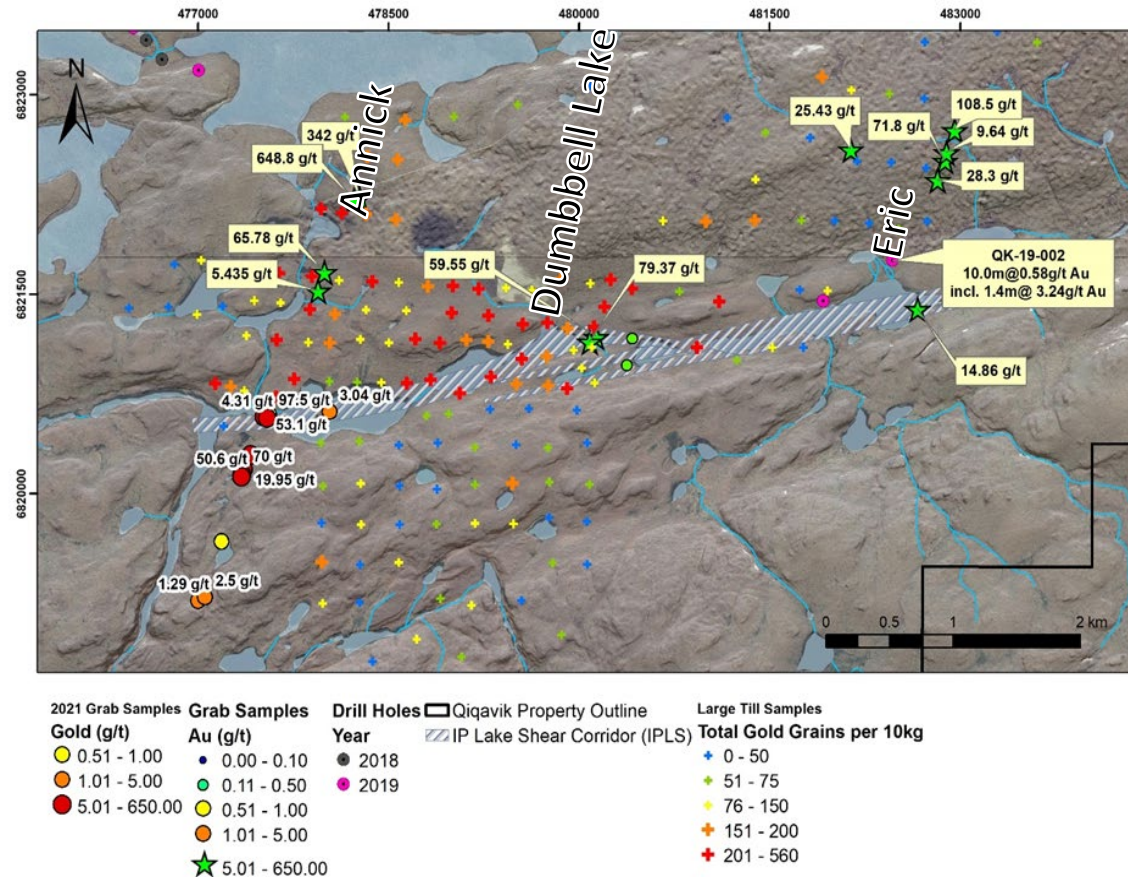 477000 478500 480000 481500 483000
6823000
6821500
6820000
N
Annick
Dumbbell Lake
Eric
342 g/t
648.8 g/t
65.78 g/t
5.435 g/t
59.55 g/t
79.37 g/t
25.43 g/t
108.5 g/t
71.8 g/t
9.64 g/t
28.3 g/t
QK-19-002
10.0m@0.58g/t Au
incl. 1.4m@ 3.24g/t Au
14.86 g/t
4.31 g/t
97.5 g/t
3.04 g/t
53.1 g/t
50.6 g/t
70 g/t
19.95 g/t
1.29 g/t
2.5 g/t
0 0.5 1 2 km
2021 Grab Samples
Gold (g/t)
0.51 - 1.00
1.01 - 5.00
5.01 - 650.00
Grab Samples
Au (g/t)
0.00 - 0.10
0.11 - 0.50
0.51 - 1.00
1.01 - 5.00
5.01 - 650.00
Drill Holes
Year
2018
2019
Qiqavik Property Outline
IP Lake Shear Corridor (IPLS)
Large Till Samples
Total Gold Grains per 10kg
0 - 50
51 - 75
76 - 150
151 - 200
201 - 560